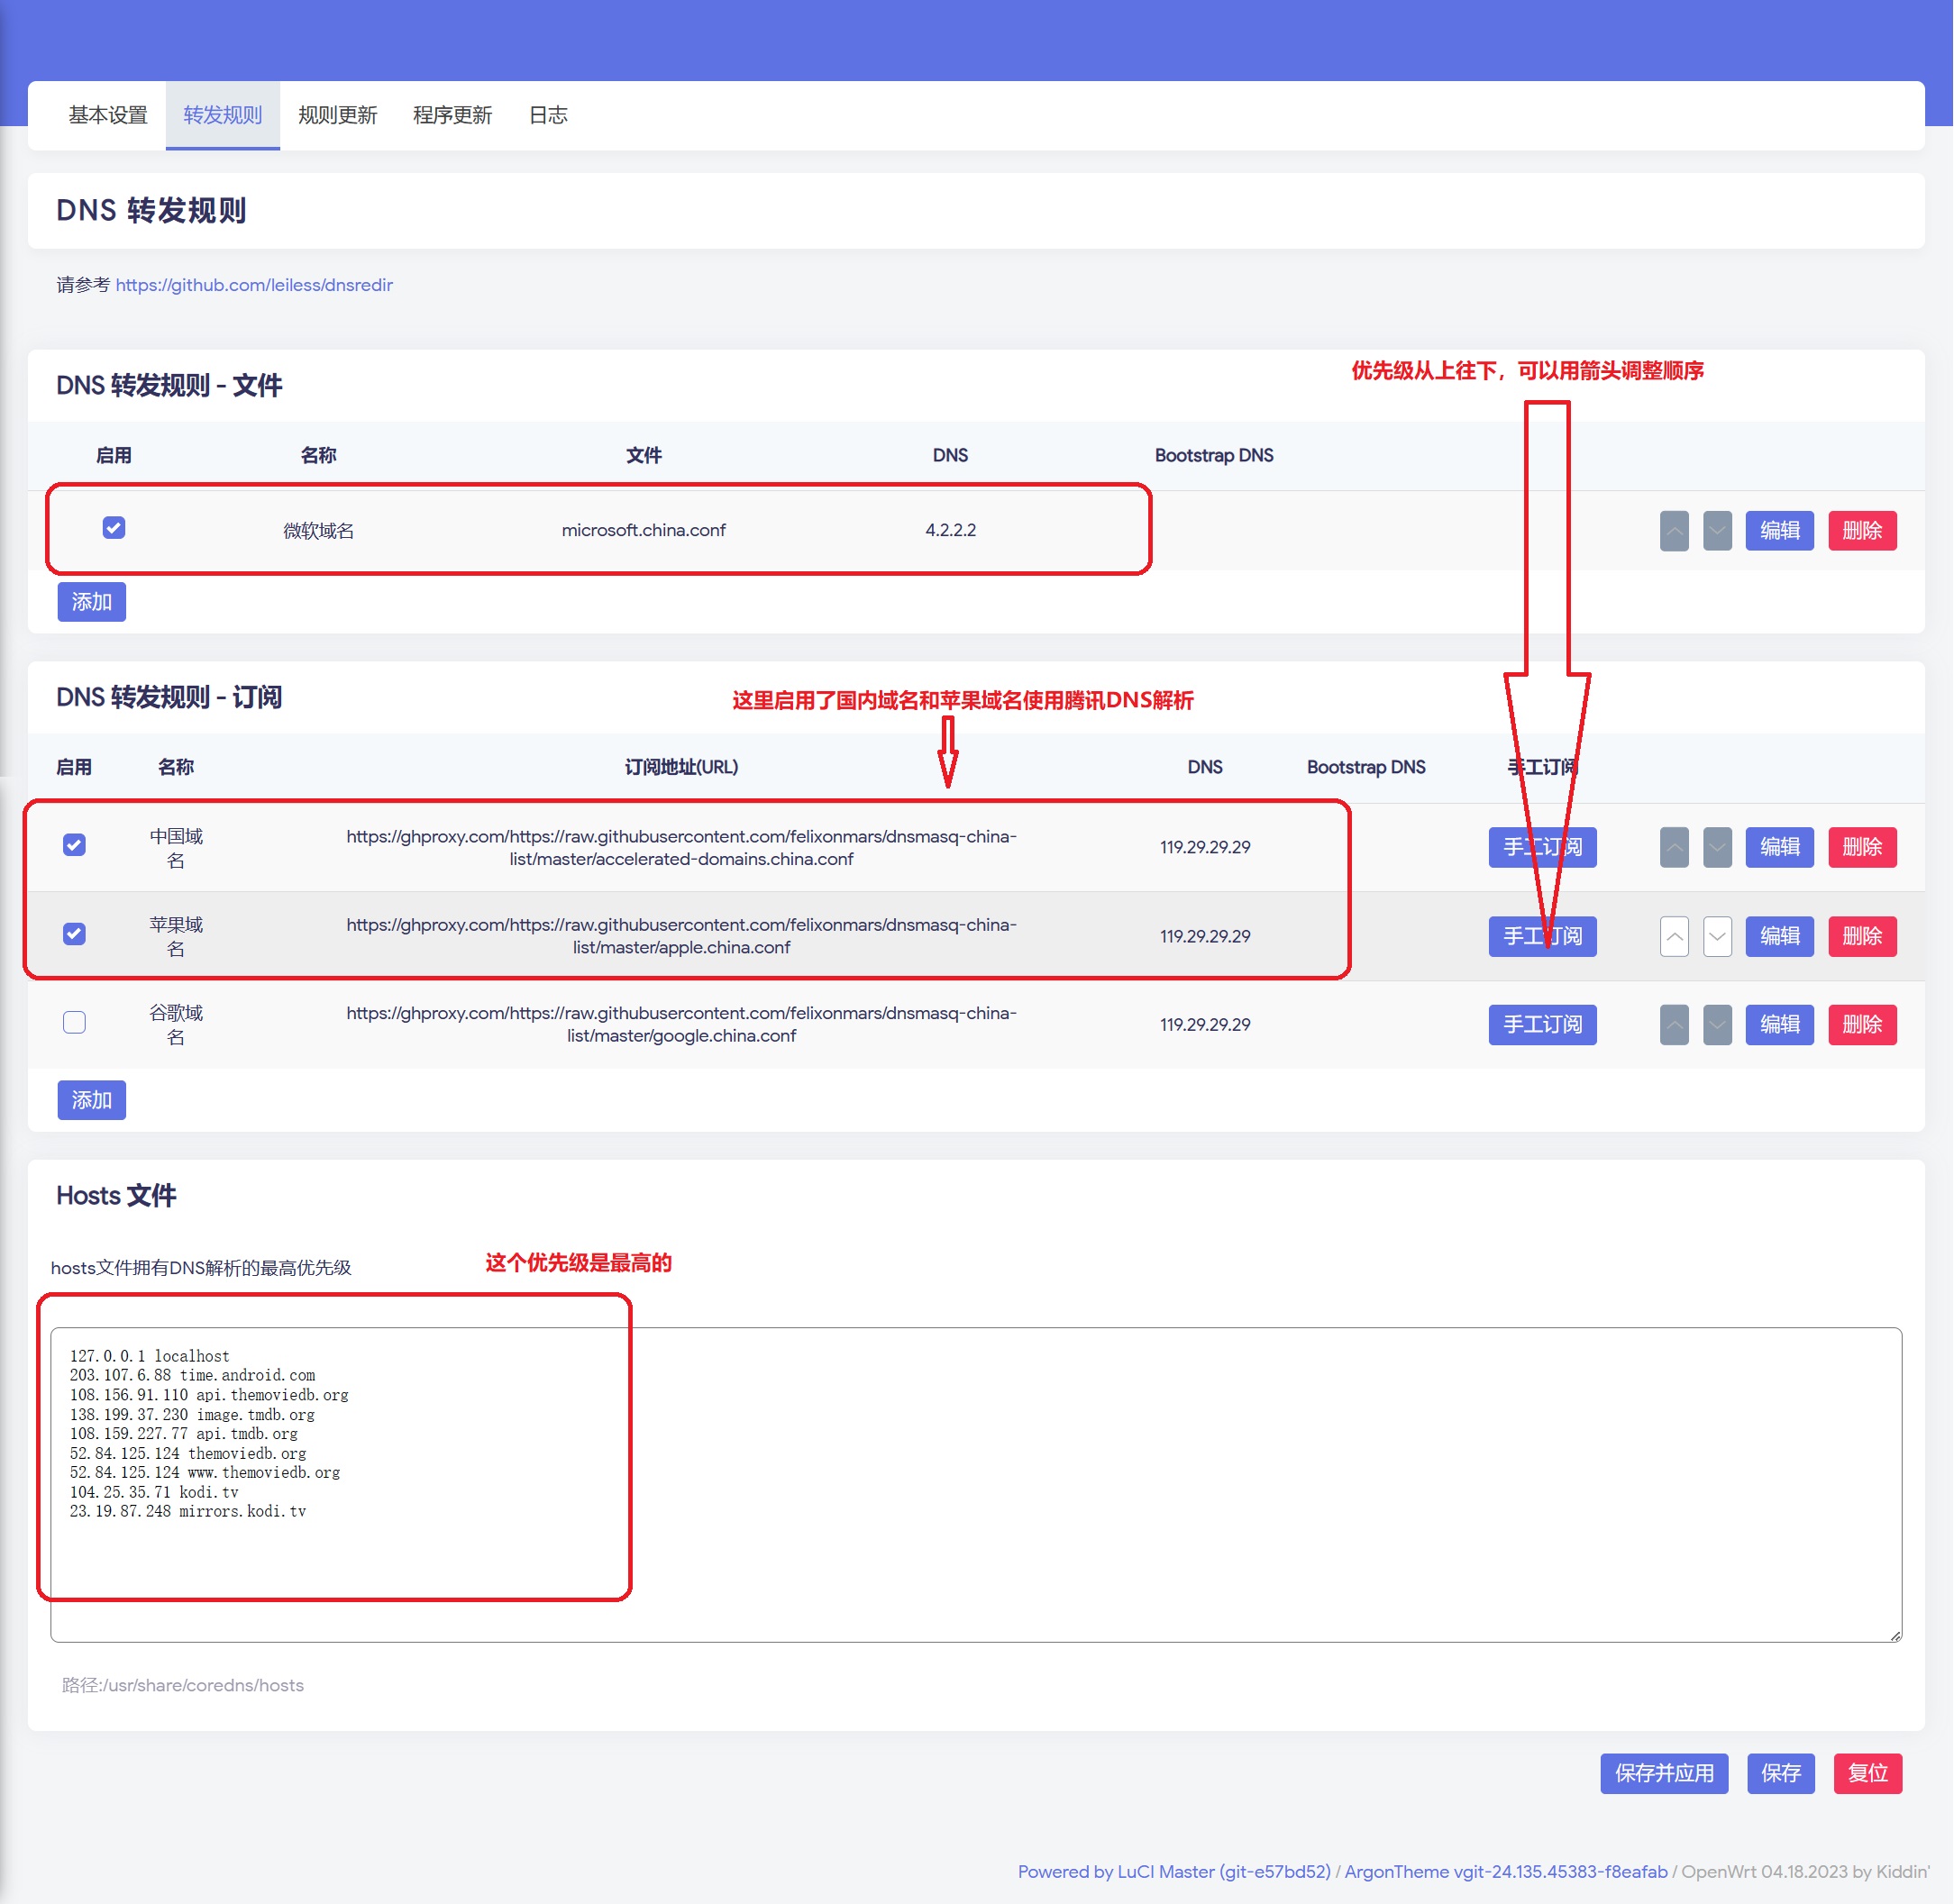 基本设置 转发规则 规则更新 程序更新 日志
DNS 转发规则
请参考 https://github.com/leiless/dnsredir
优先级从上往下，可以用箭头调整顺序
DNS 转发规则 - 文件
启用 名称 文件 DNS Bootstrap DNS
微软域名 microsoft.china.conf 4.2.2.2 编辑 删除
添加
DNS 转发规则 - 订阅
这里启用了国内域名和苹果域名使用腾讯DNS解析
启用 名称 订阅地址(URL) DNS Bootstrap DNS 手工订阅
中国域
名
https://ghproxy.com/https://raw.githubusercontent.com/felixonmars/dnsmasq-china-
list/master/accelerated-domains.china.conf
119.29.29.29 手工订阅 编辑 删除
苹果域
名
https://ghproxy.com/https://raw.githubusercontent.com/felixonmars/dnsmasq-china-
list/master/apple.china.conf
119.29.29.29 手工订阅 编辑 删除
谷歌域
名
https://ghproxy.com/https://raw.githubusercontent.com/felixonmars/dnsmasq-china-
list/master/google.china.conf
119.29.29.29 手工订阅 编辑 删除
添加
Hosts 文件
hosts文件拥有DNS解析的最高优先级 这个优先级是最高的
127.0.0.1 localhost
203.107.6.88 time.android.com
108.156.91.110 api.themoviedb.org
138.199.37.230 image.tmdb.org
108.159.227.77 api.tmdb.org
52.84.125.124 themoviedb.org
52.84.125.124 www.themoviedb.org
104.25.35.71 kodi.tv
23.19.87.248 mirrors.kodi.tv
路径:/usr/share/coredns/hosts
保存并应用 保存 复位
Powered by LuCI Master (git-e57bd52) / ArgonTheme vgit-24.135.45383-f8eafab / OpenWrt 04.18.2023 by Kiddin'